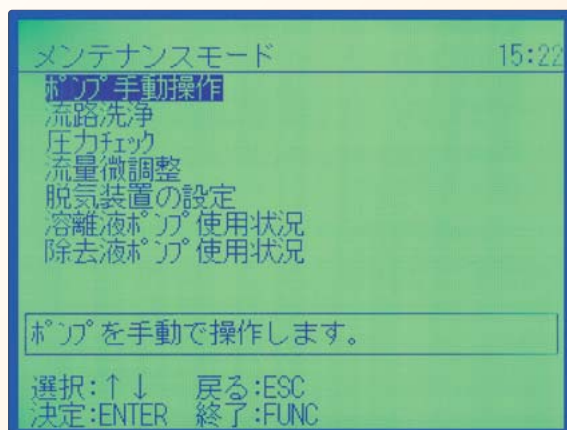 メンテナンスモード 15:22
ポンプ手動操作
流路洗浄
圧力チェック
流量微調整
脱気装置の設定
溶離液ポンプ使用状況
除去液ポンプ使用状況
ポンプを手動で操作します。
選択:↑↓ 戻る:ESC
決定:ENTER 終了:FUNC